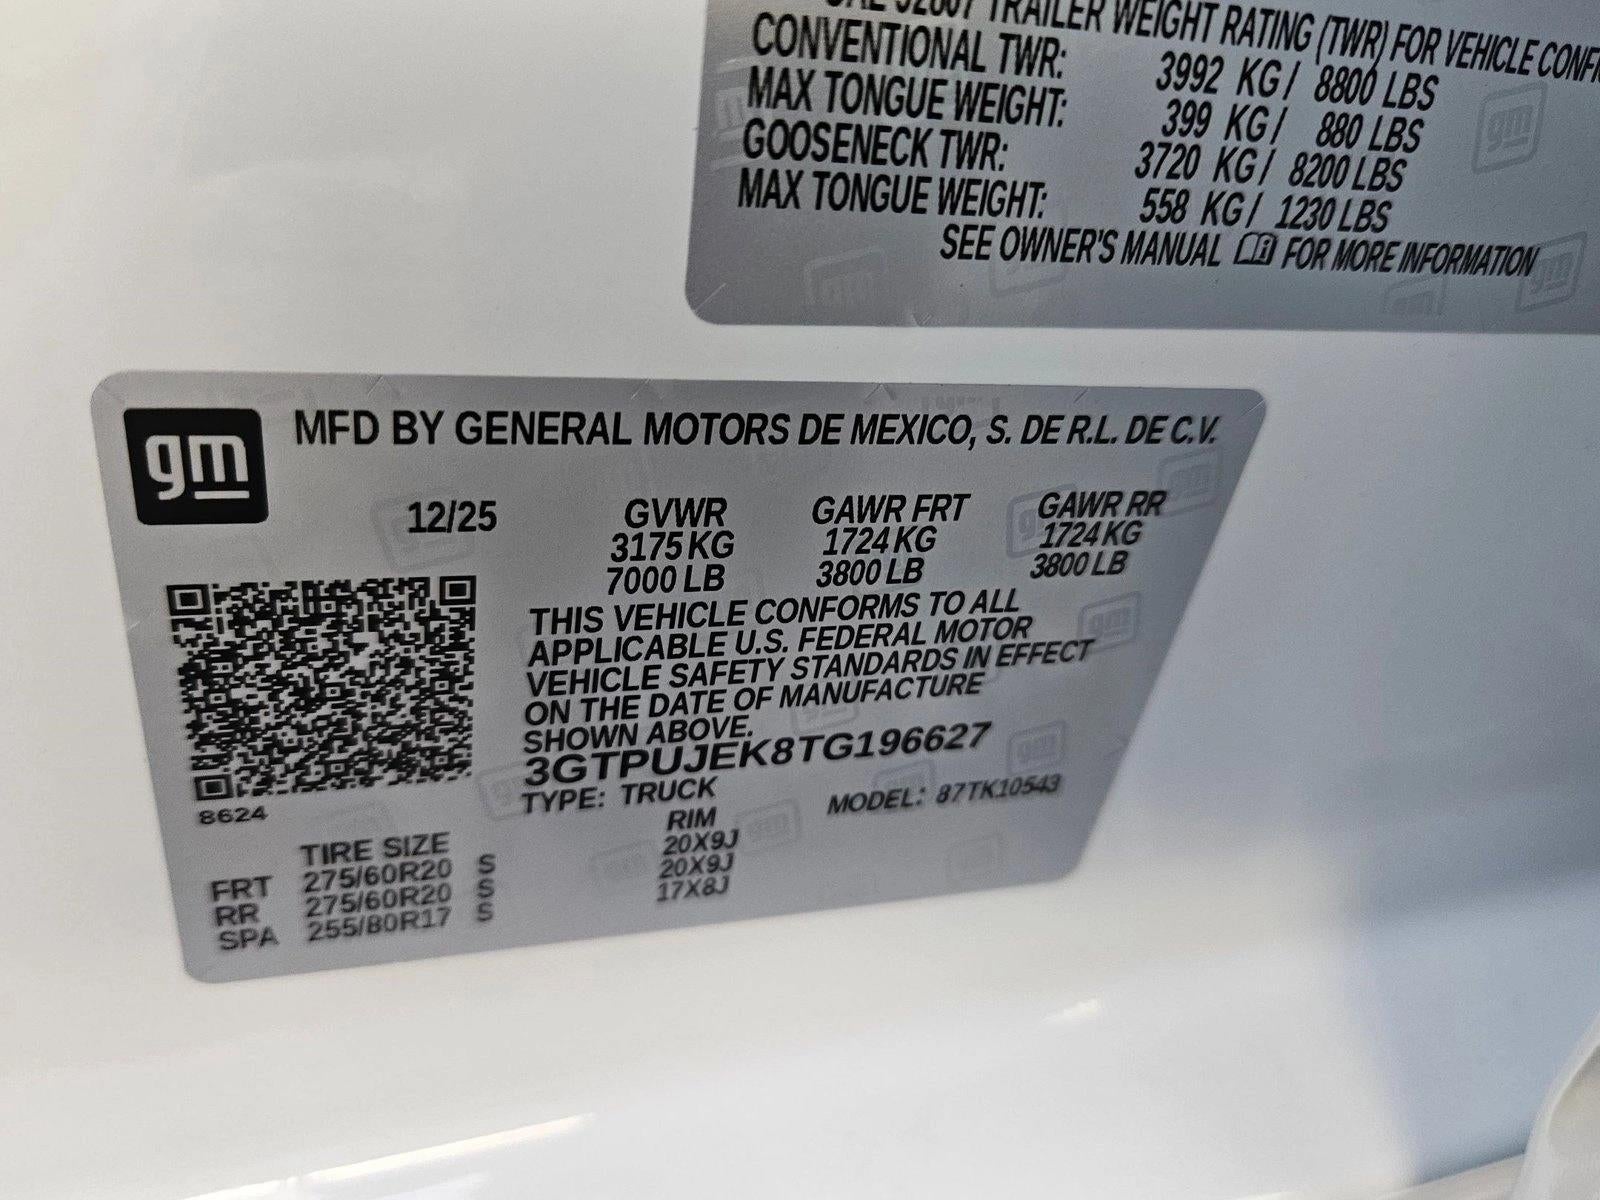 TRAILER WEIGHT RATING (TWR) FOR VEHICLE
CONVENTIONAL TWR: 3992 KG/ 8800 LBS
MAX TONGUE WEIGHT: 399 KG/ 880 LBS
GOOSENECK TWR: 3720 KG/ 8200 LBS
MAX TONGUE WEIGHT: 558 KG/ 1230 LBS
SEE OWNER'S MANUAL FOR MORE INFORMATION
gm
MFD BY GENERAL MOTORS DE MEXICO, S. DE R.L. DE C.V.
12/25 GVWR GAWR FRT GAWR RR
3175 KG 1724 KG 1724 KG
7000 LB 3800 LB 3800 LB
THIS VEHICLE CONFORMS TO ALL
APPLICABLE U.S. FEDERAL MOTOR
VEHICLE SAFETY STANDARDS IN EFFECT
ON THE DATE OF MANUFACTURE
SHOWN ABOVE.
3GTPUJEK8TG196627
TYPE: TRUCK MODEL: 87TK10543
8624
TIRE SIZE RIM
FRT 275/60R20 S 20X9J
RR 275/60R20 S 20X9J
SPA 255/80R17 S 17X8J